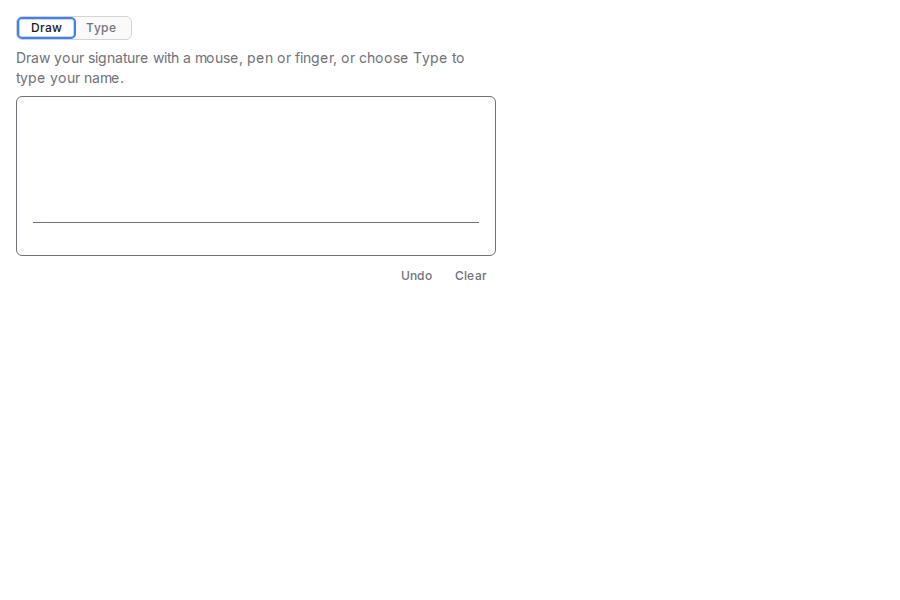 Draw Type
Draw your signature with a mouse, pen or finger, or choose Type to
type your name.
Undo Clear